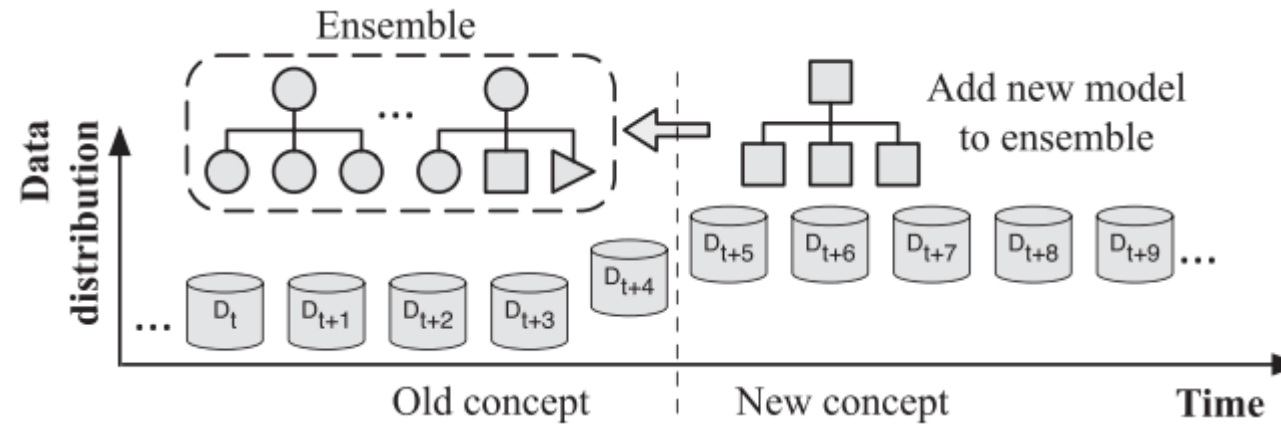 Ensemble
...
Add new model
to ensemble
Data
distribution
D_t+5
D_t+6
D_t+7
D_t+8
D_t+9
...
...
D_t
D_t+1
D_t+2
D_t+3
D_t+4
Old concept
New concept
Time